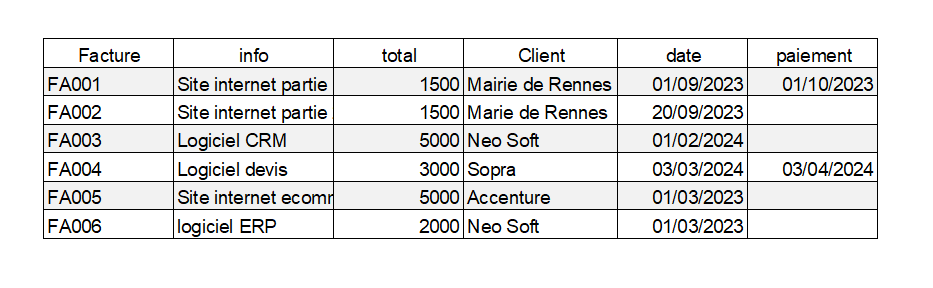 Facture info total Client date paiement
FA001 Site internet partie 1500 Mairie de Rennes 01/09/2023 01/10/2023
FA002 Site internet partie 1500 Marie de Rennes 20/09/2023
FA003 Logiciel CRM 5000 Neo Soft 01/02/2024
FA004 Logiciel devis 3000 Sopra 03/03/2024 03/04/2024
FA005 Site internet ecomm 5000 Accenture 01/03/2023
FA006 logiciel ERP 2000 Neo Soft 01/03/2023